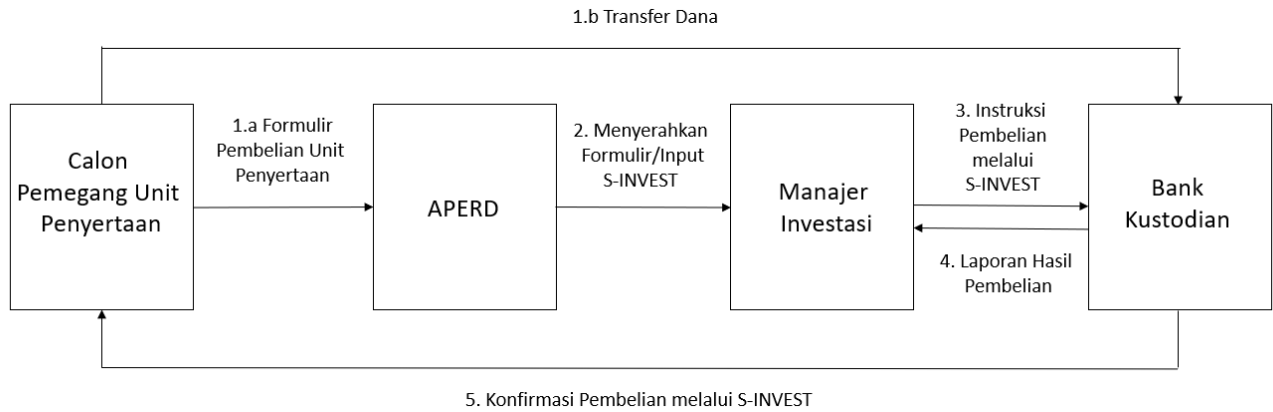 1.b Transfer Dana
Calon
Pemegang Unit
Penyertaan
1.a Formulir
Pembelian Unit
Penyertaan
APERD
2. Menyerahkan
Formulir/Input
S-INVEST
Manajer
Investasi
3. Instruksi
Pembelian
melalui
S-INVEST
4. Laporan Hasil
Pembelian
Bank
Kustodian
5. Konfirmasi Pembelian melalui S-INVEST